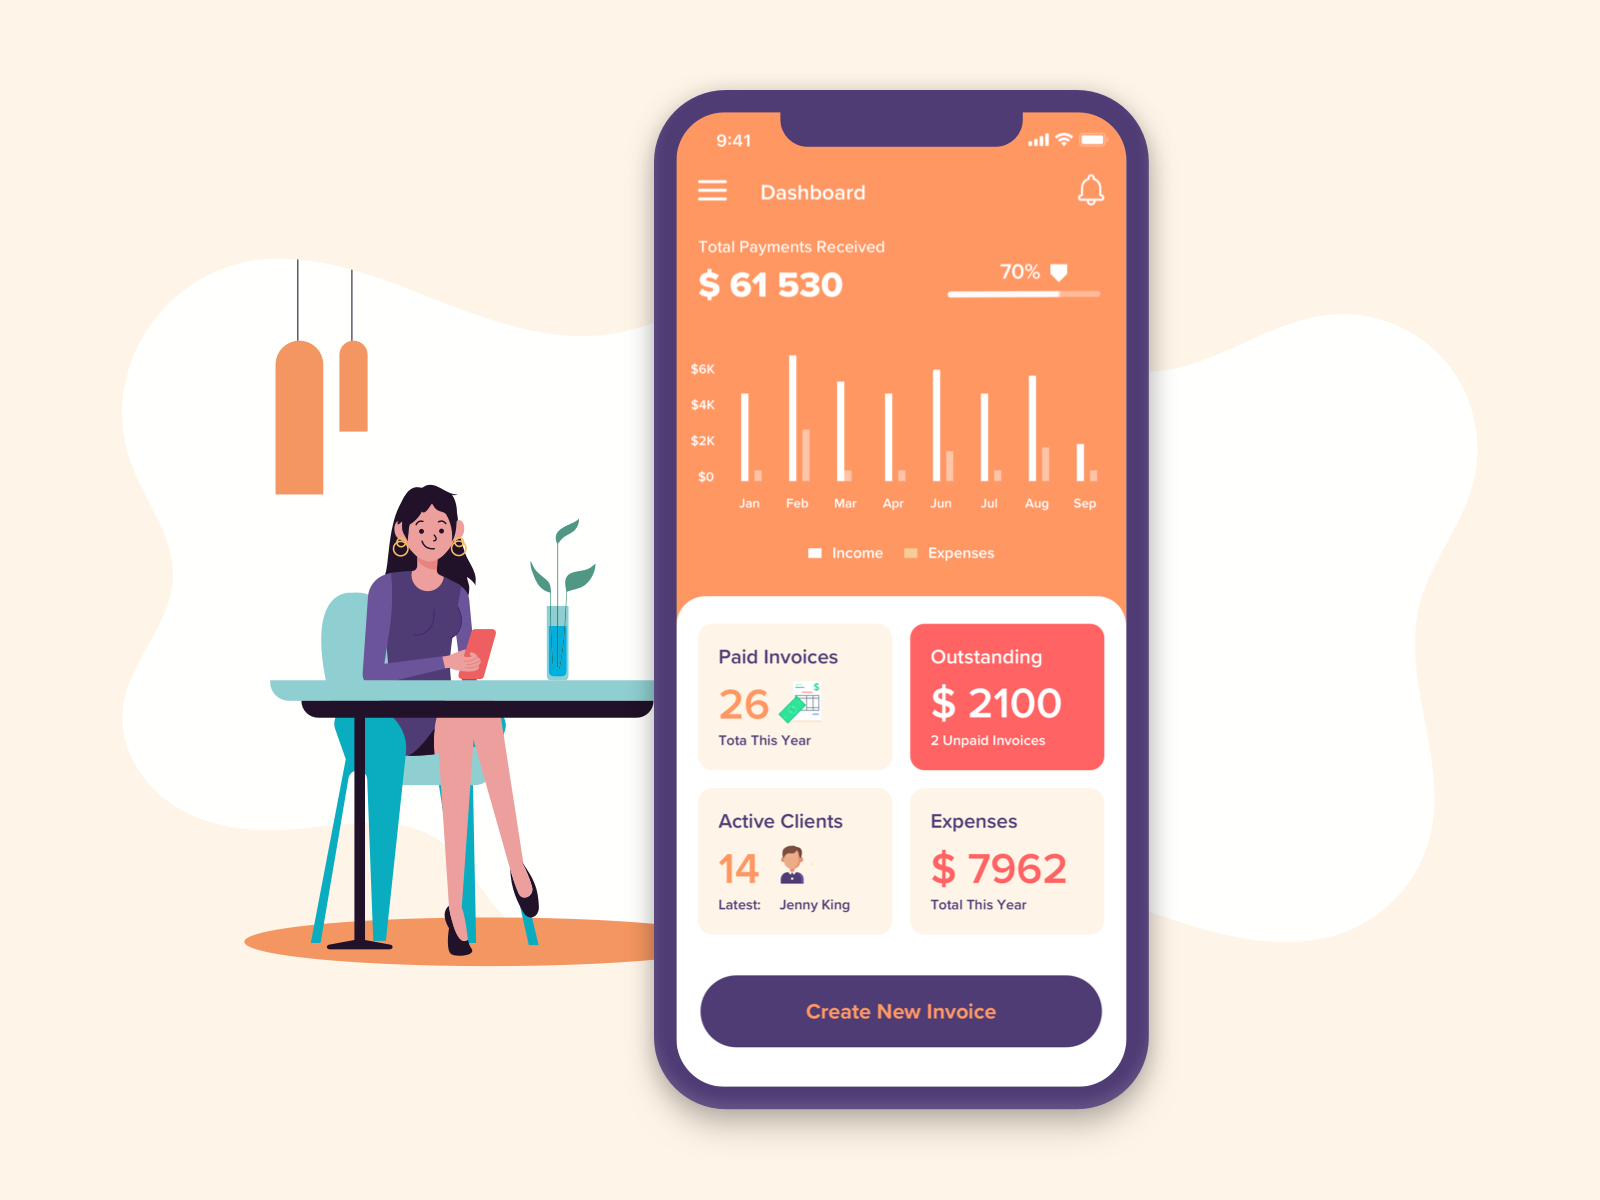 9:41
Dashboard
Total Payments Received
$ 61 530
70%
$6K
$4K
$2K
$0
Jan Feb Mar Apr Jun Jul Aug Sep
Income Expenses
Paid Invoices
26
$
Tota This Year
Outstanding
$ 2100
2 Unpaid Invoices
Active Clients
14
Latest: Jenny King
Expenses
$ 7962
Total This Year
Create New Invoice